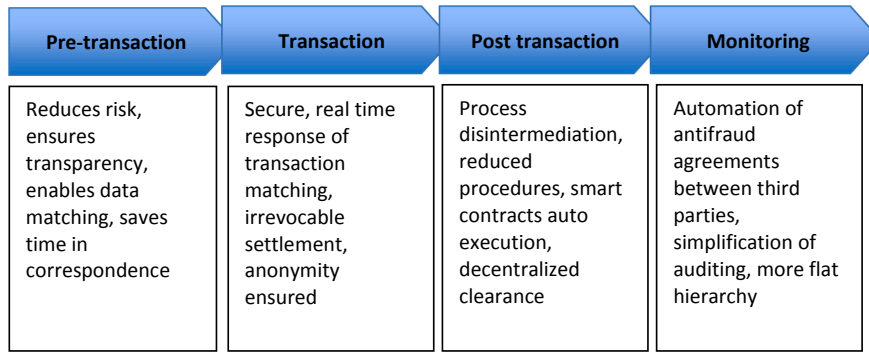 Pre-transaction
Transaction
Post transaction
Monitoring
Reduces risk,
ensures
transparency,
enables data
matching, saves
time in
correspondence
Secure, real time
response of
transaction
matching,
irrevocable
settlement,
anonymity
ensured
Process
disintermediation,
reduced
procedures, smart
contracts auto
execution,
decentralized
clearance
Automation of
antifraud
agreements
between third
parties,
simplification of
auditing, more flat
hierarchy